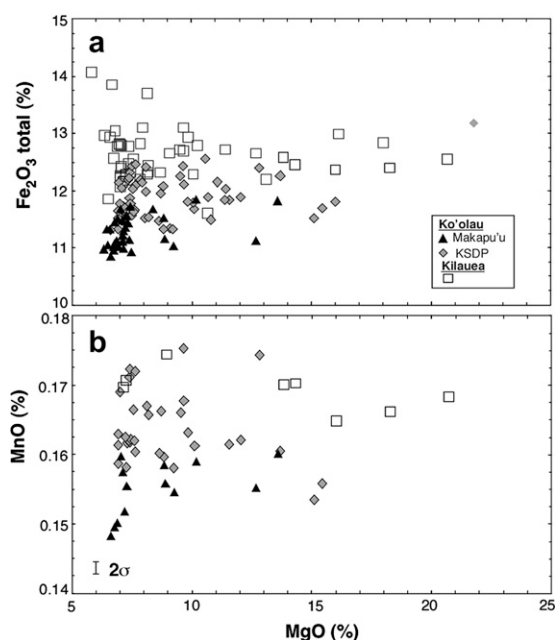 a
15
14
13
12
11
10
Fe₂O₃ total (%)
Ko'olau
Makapu'u
KSDP
Kilauea
b
0.18
0.17
0.16
0.15
0.14
MnO (%)
2σ
5 10 15 20 25
MgO (%)